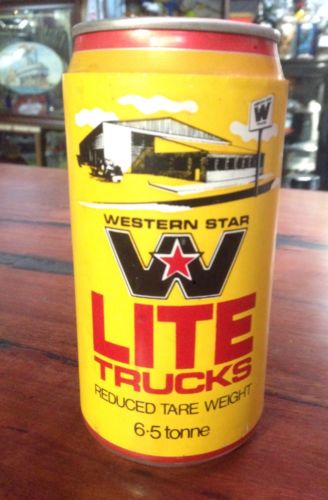 W
WESTERN STAR
W
LITE
TRUCKS
REDUCED TARE WEIGHT
6·5 tonne